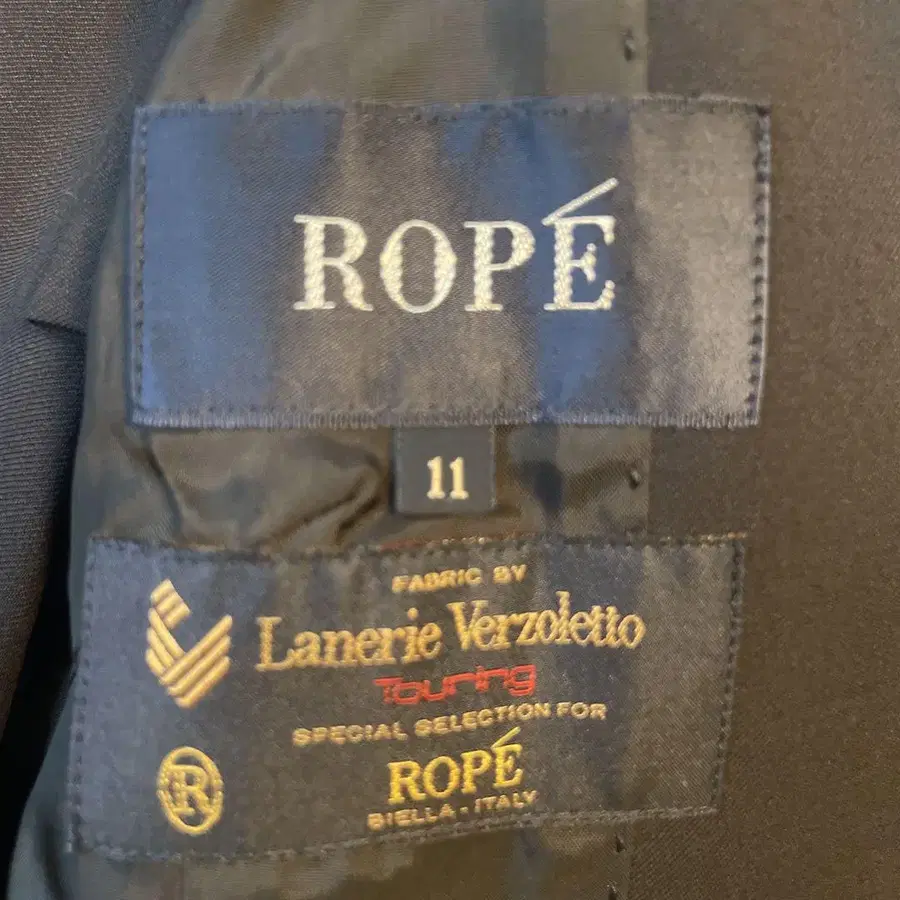 ROPÉ
11
FABRIC BY
Lanerie Verzoletto
Touring
SPECIAL SELECTION FOR
ROPÉ
BIELLA - ITALY
R